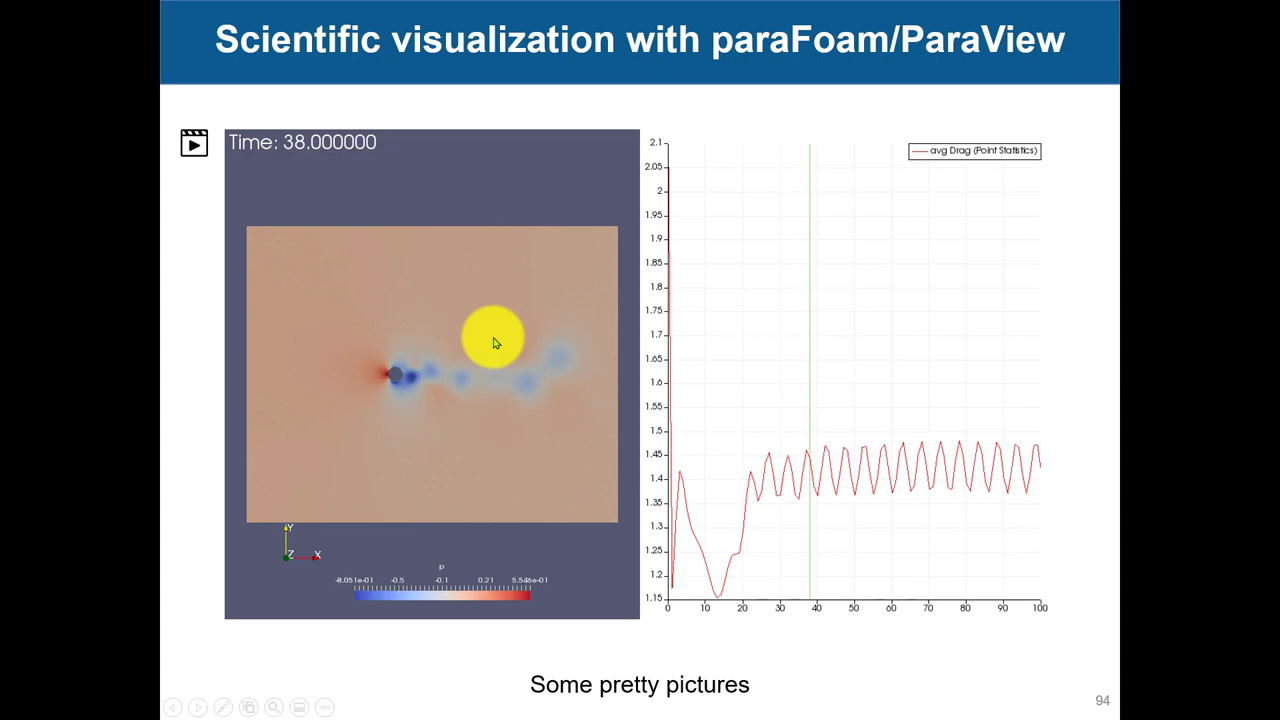 Scientific visualization with paraFoam/ParaView
Time: 38.000000
Y
Z X
p
-8.051e-01 -0.5 -0.1 0.21 5.546e-01
avg Drag (Point Statistics)
2.1
2.05
2
1.95
1.9
1.85
1.8
1.75
1.7
1.65
1.6
1.55
1.5
1.45
1.4
1.35
1.3
1.25
1.2
1.15
0 10 20 30 40 50 60 70 80 90 100
Some pretty pictures
94